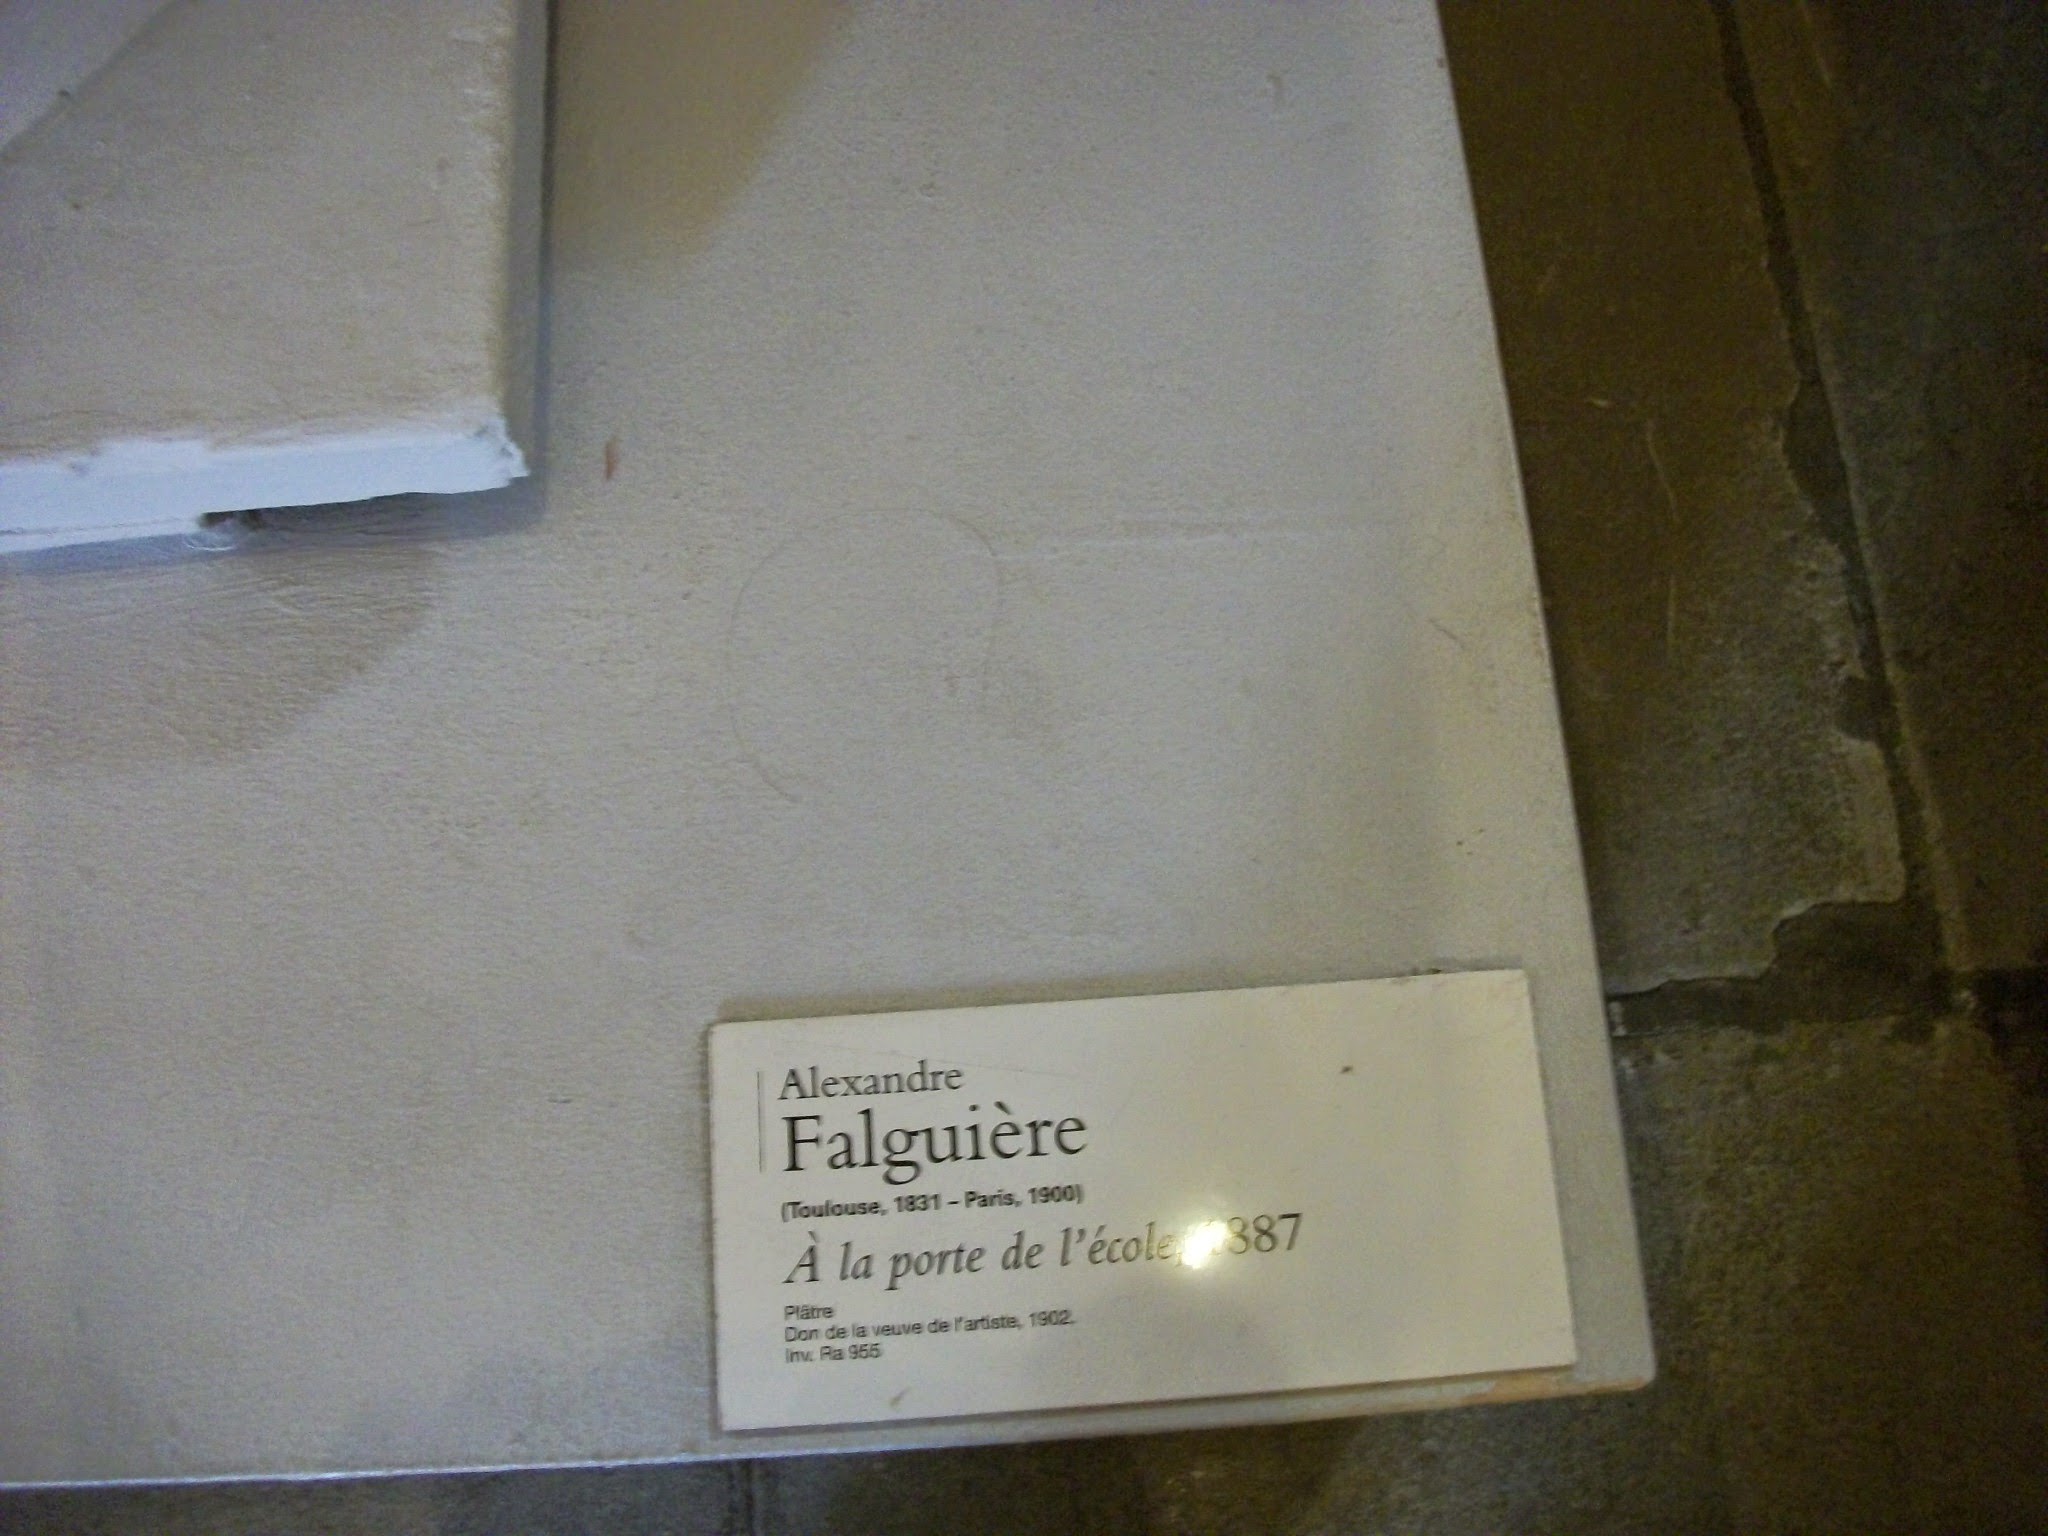 Alexandre
Falguière
(Toulouse, 1831 – Paris, 1900)
À la porte de l'école, 1887
Plâtre
Don de la veuve de l'artiste, 1902.
Inv. Ra 955